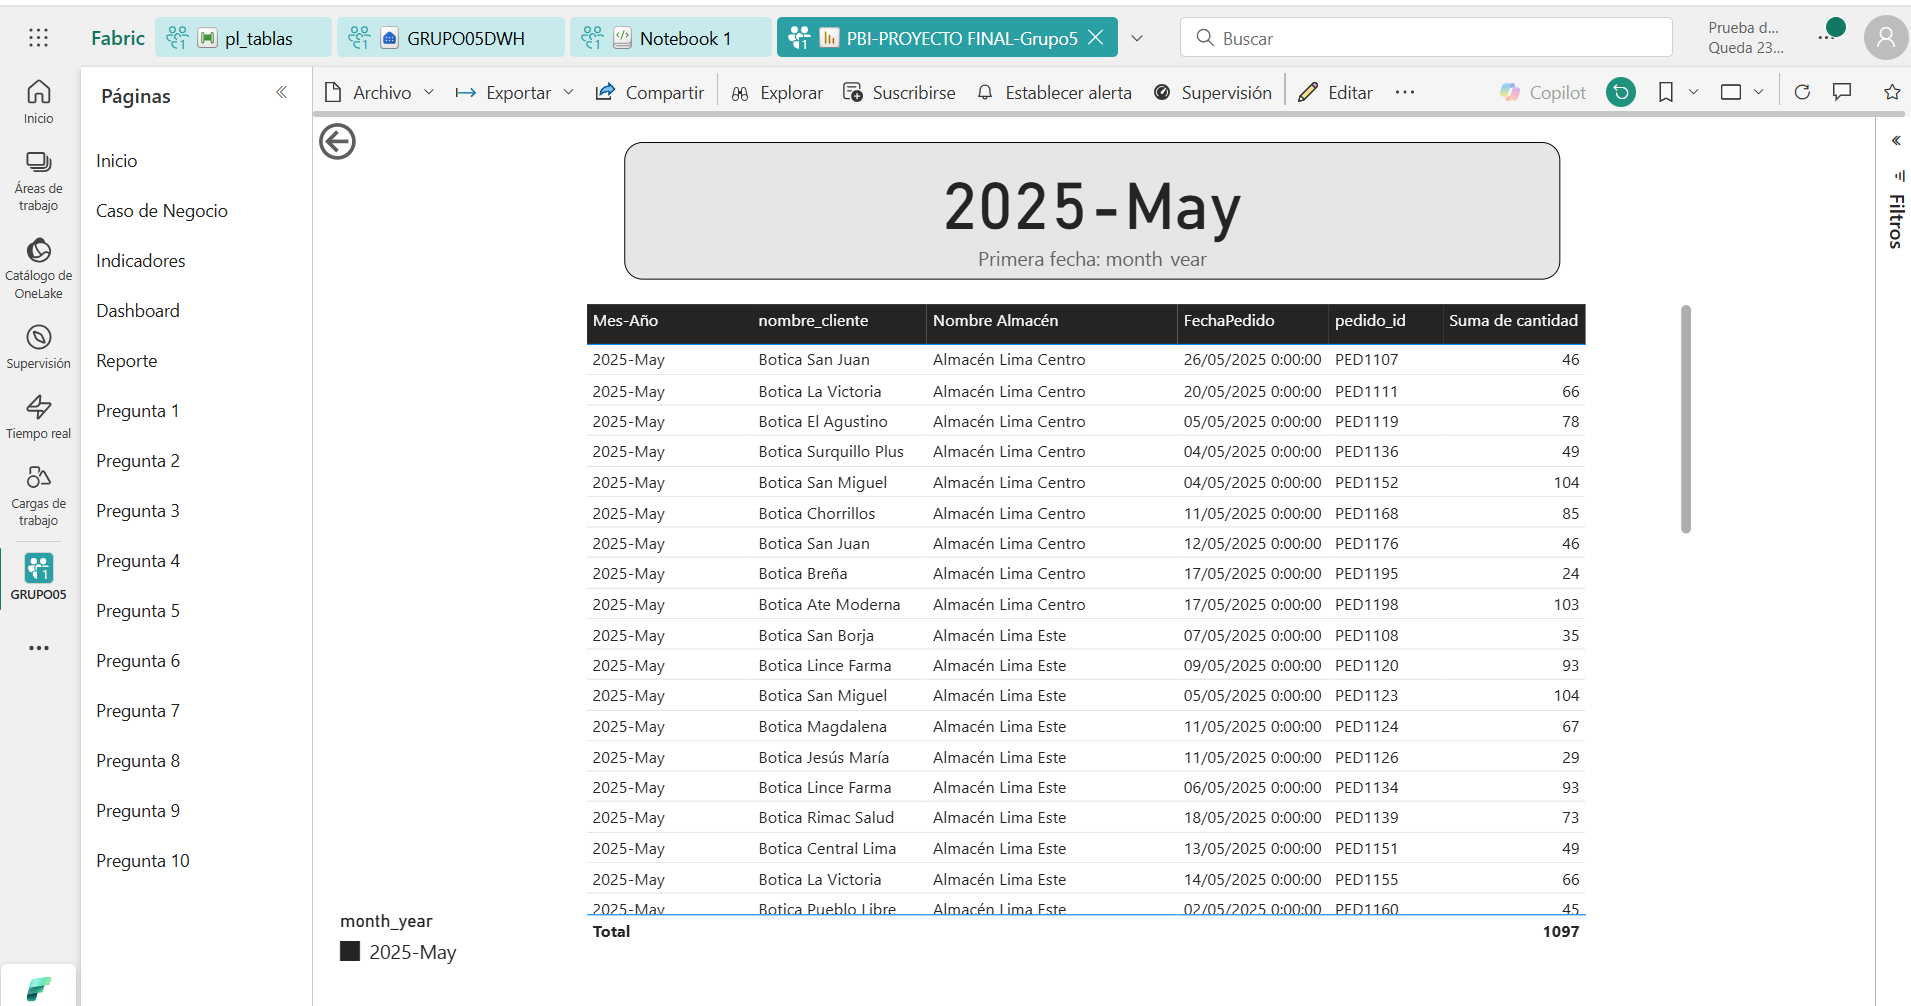 Fabric
pl_tablas
GRUPO05DWH
Notebook 1
PBI-PROYECTO FINAL-Grupo5
Buscar
Prueba d...
Queda 23...
Inicio
Áreas de
trabajo
Catálogo de
OneLake
Supervisión
Tiempo real
Cargas de
trabajo
GRUPO05
Páginas
Inicio
Caso de Negocio
Indicadores
Dashboard
Reporte
Pregunta 1
Pregunta 2
Pregunta 3
Pregunta 4
Pregunta 5
Pregunta 6
Pregunta 7
Pregunta 8
Pregunta 9
Pregunta 10
Archivo
Exportar
Compartir
Explorar
Suscribirse
Establecer alerta
Supervisión
Editar
Copilot
2025-May
Primera fecha: month_year
Mes-Año nombre_cliente Nombre Almacén FechaPedido pedido_id Suma de cantidad
2025-May Botica San Juan Almacén Lima Centro 26/05/2025 0:00:00 PED1107 46
2025-May Botica La Victoria Almacén Lima Centro 20/05/2025 0:00:00 PED1111 66
2025-May Botica El Agustino Almacén Lima Centro 05/05/2025 0:00:00 PED1119 78
2025-May Botica Surquillo Plus Almacén Lima Centro 04/05/2025 0:00:00 PED1136 49
2025-May Botica San Miguel Almacén Lima Centro 04/05/2025 0:00:00 PED1152 104
2025-May Botica Chorrillos Almacén Lima Centro 11/05/2025 0:00:00 PED1168 85
2025-May Botica San Juan Almacén Lima Centro 12/05/2025 0:00:00 PED1176 46
2025-May Botica Breña Almacén Lima Centro 17/05/2025 0:00:00 PED1195 24
2025-May Botica Ate Moderna Almacén Lima Centro 17/05/2025 0:00:00 PED1198 103
2025-May Botica San Borja Almacén Lima Este 07/05/2025 0:00:00 PED1108 35
2025-May Botica Lince Farma Almacén Lima Este 09/05/2025 0:00:00 PED1120 93
2025-May Botica San Miguel Almacén Lima Este 05/05/2025 0:00:00 PED1123 104
2025-May Botica Magdalena Almacén Lima Este 11/05/2025 0:00:00 PED1124 67
2025-May Botica Jesús María Almacén Lima Este 11/05/2025 0:00:00 PED1126 29
2025-May Botica Lince Farma Almacén Lima Este 06/05/2025 0:00:00 PED1134 93
2025-May Botica Rimac Salud Almacén Lima Este 18/05/2025 0:00:00 PED1139 73
2025-May Botica Central Lima Almacén Lima Este 13/05/2025 0:00:00 PED1151 49
2025-May Botica La Victoria Almacén Lima Este 14/05/2025 0:00:00 PED1155 66
2025-May Botica Pueblo Libre Almacén Lima Este 02/05/2025 0:00:00 PED1160 45
Total 1097
month_year
2025-May
Filtros